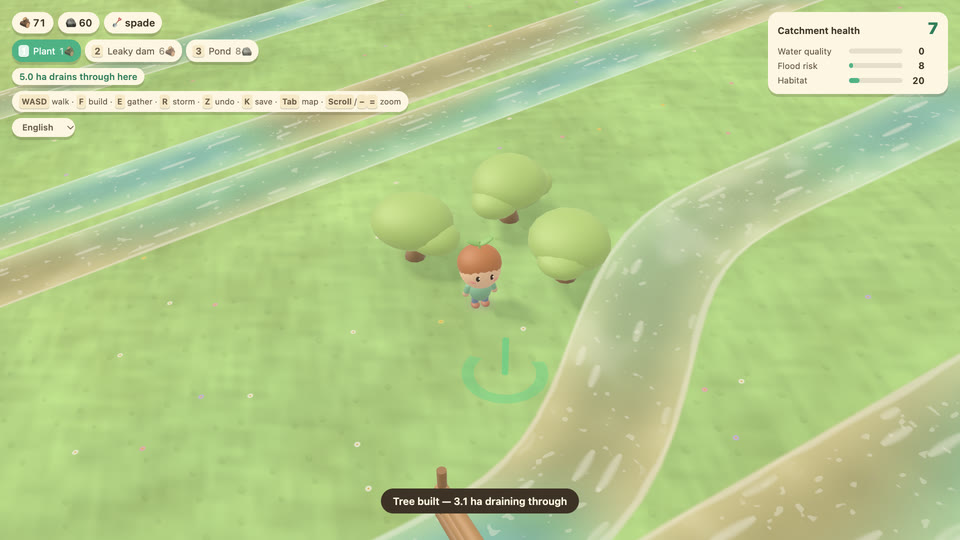 71 60 spade
Plant 1 2 Leaky dam 6 3 Pond 8
5.0 ha drains through here
WASD walk · F build · E gather · R storm · Z undo · K save · Tab map · Scroll / − = zoom
English
Catchment health 7
Water quality 0
Flood risk 8
Habitat 20
Tree built — 3.1 ha draining through